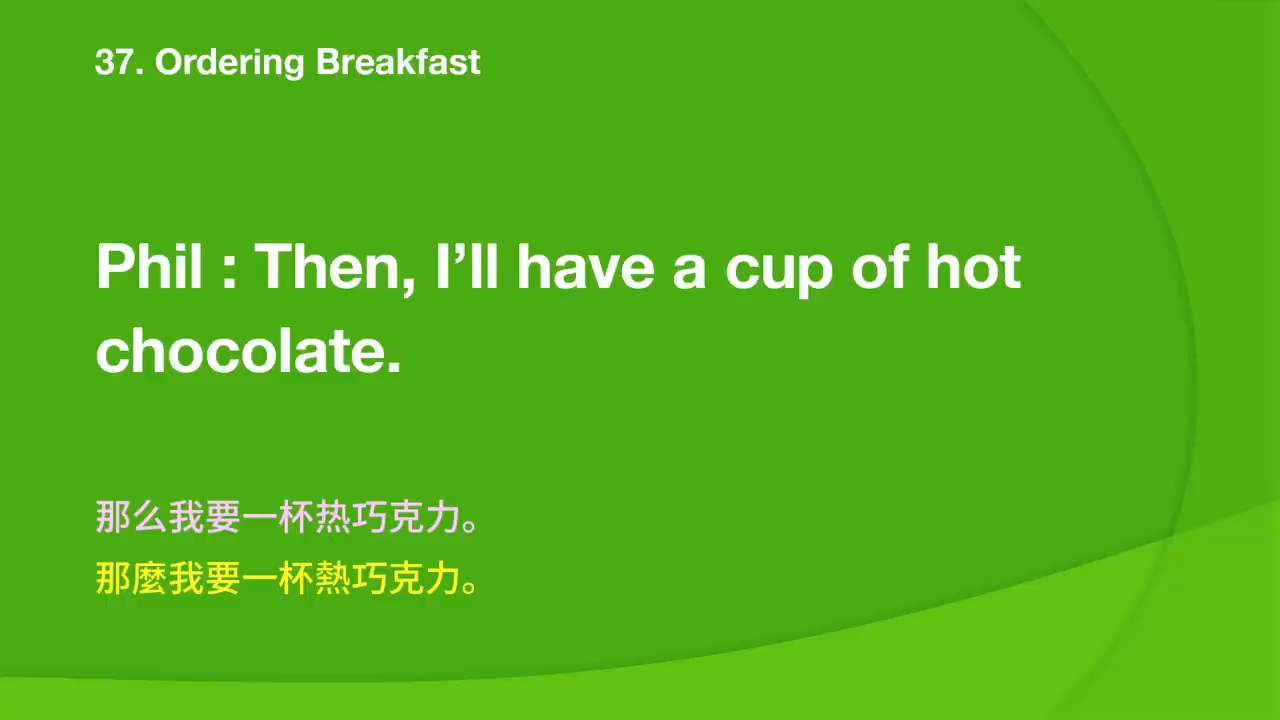 37. Ordering Breakfast
Phil : Then, I’ll have a cup of hot
chocolate.
那么我要一杯热巧克力。
那麼我要一杯熱巧克力。